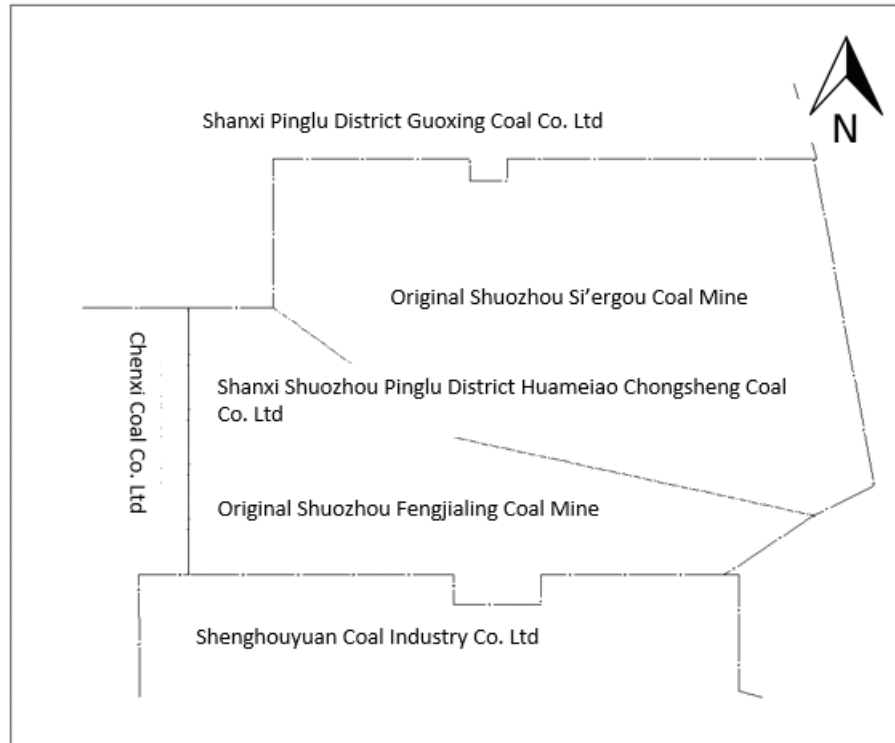 N
Shanxi Pinglu District Guoxing Coal Co. Ltd
Original Shuozhou Si’ergou Coal Mine
Chenxi Coal Co. Ltd
Shanxi Shuozhou Pinglu District Huameiao Chongsheng Coal
Co. Ltd
Original Shuozhou Fengjialing Coal Mine
Shenghouyuan Coal Industry Co. Ltd